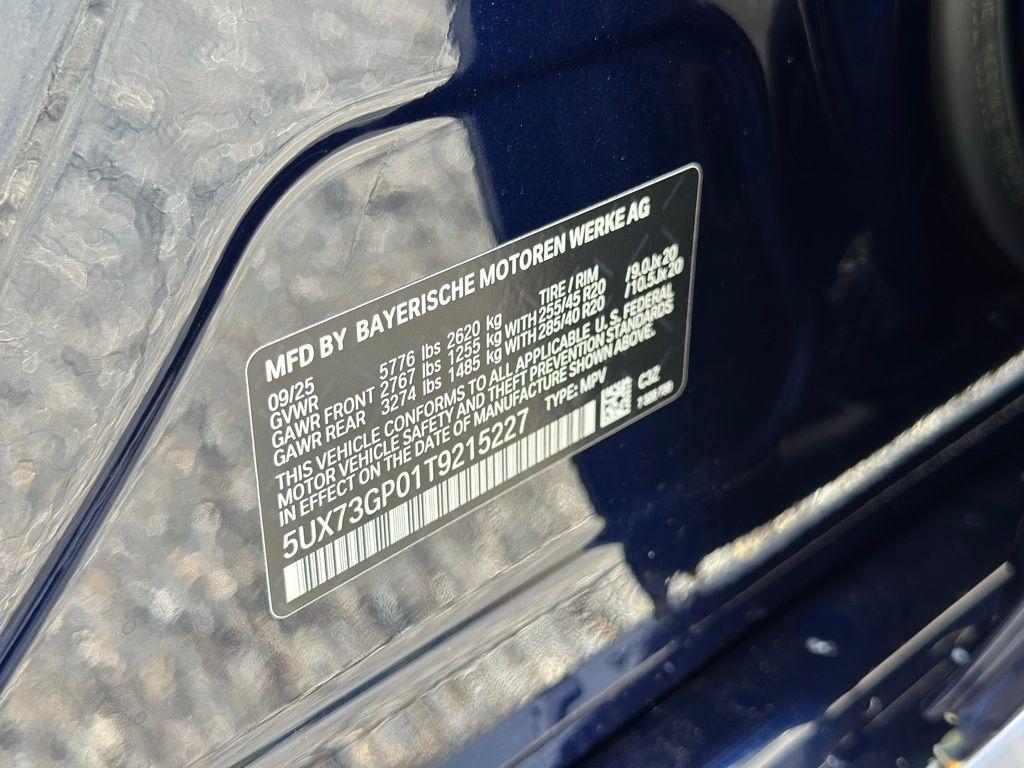 MFD BY BAYERISCHE MOTOREN WERKE AG
09/25 TIRE / RIM
GVWR 5776 lbs 2620 kg
GAWR FRONT 2767 lbs 1255 kg WITH 255/45 R20 /9.0Jx20
GAWR REAR 3274 lbs 1485 kg WITH 285/40 R20 /10.5Jx20
THIS VEHICLE CONFORMS TO ALL APPLICABLE U.S. FEDERAL
MOTOR VEHICLE SAFETY AND THEFT PREVENTION STANDARDS
IN EFFECT ON THE DATE OF MANUFACTURE SHOWN ABOVE.
5UX73GP01T9215227 TYPE: MPV C3Z